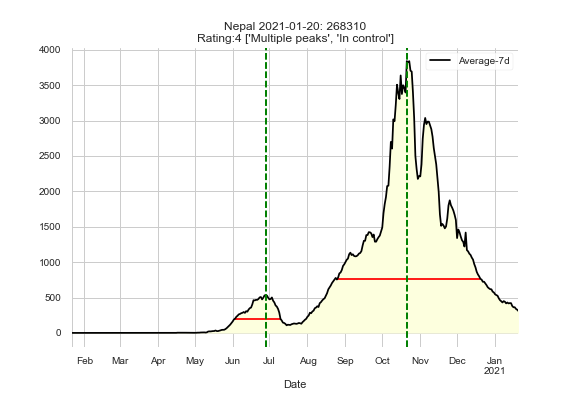 Nepal 2021-01-20: 268310
Rating:4 ['Multiple peaks', 'In control']
Average-7d
4000
3500
3000
2500
2000
1500
1000
500
0
Feb Mar Apr May Jun Jul Aug Sep Oct Nov Dec Jan
2021
Date